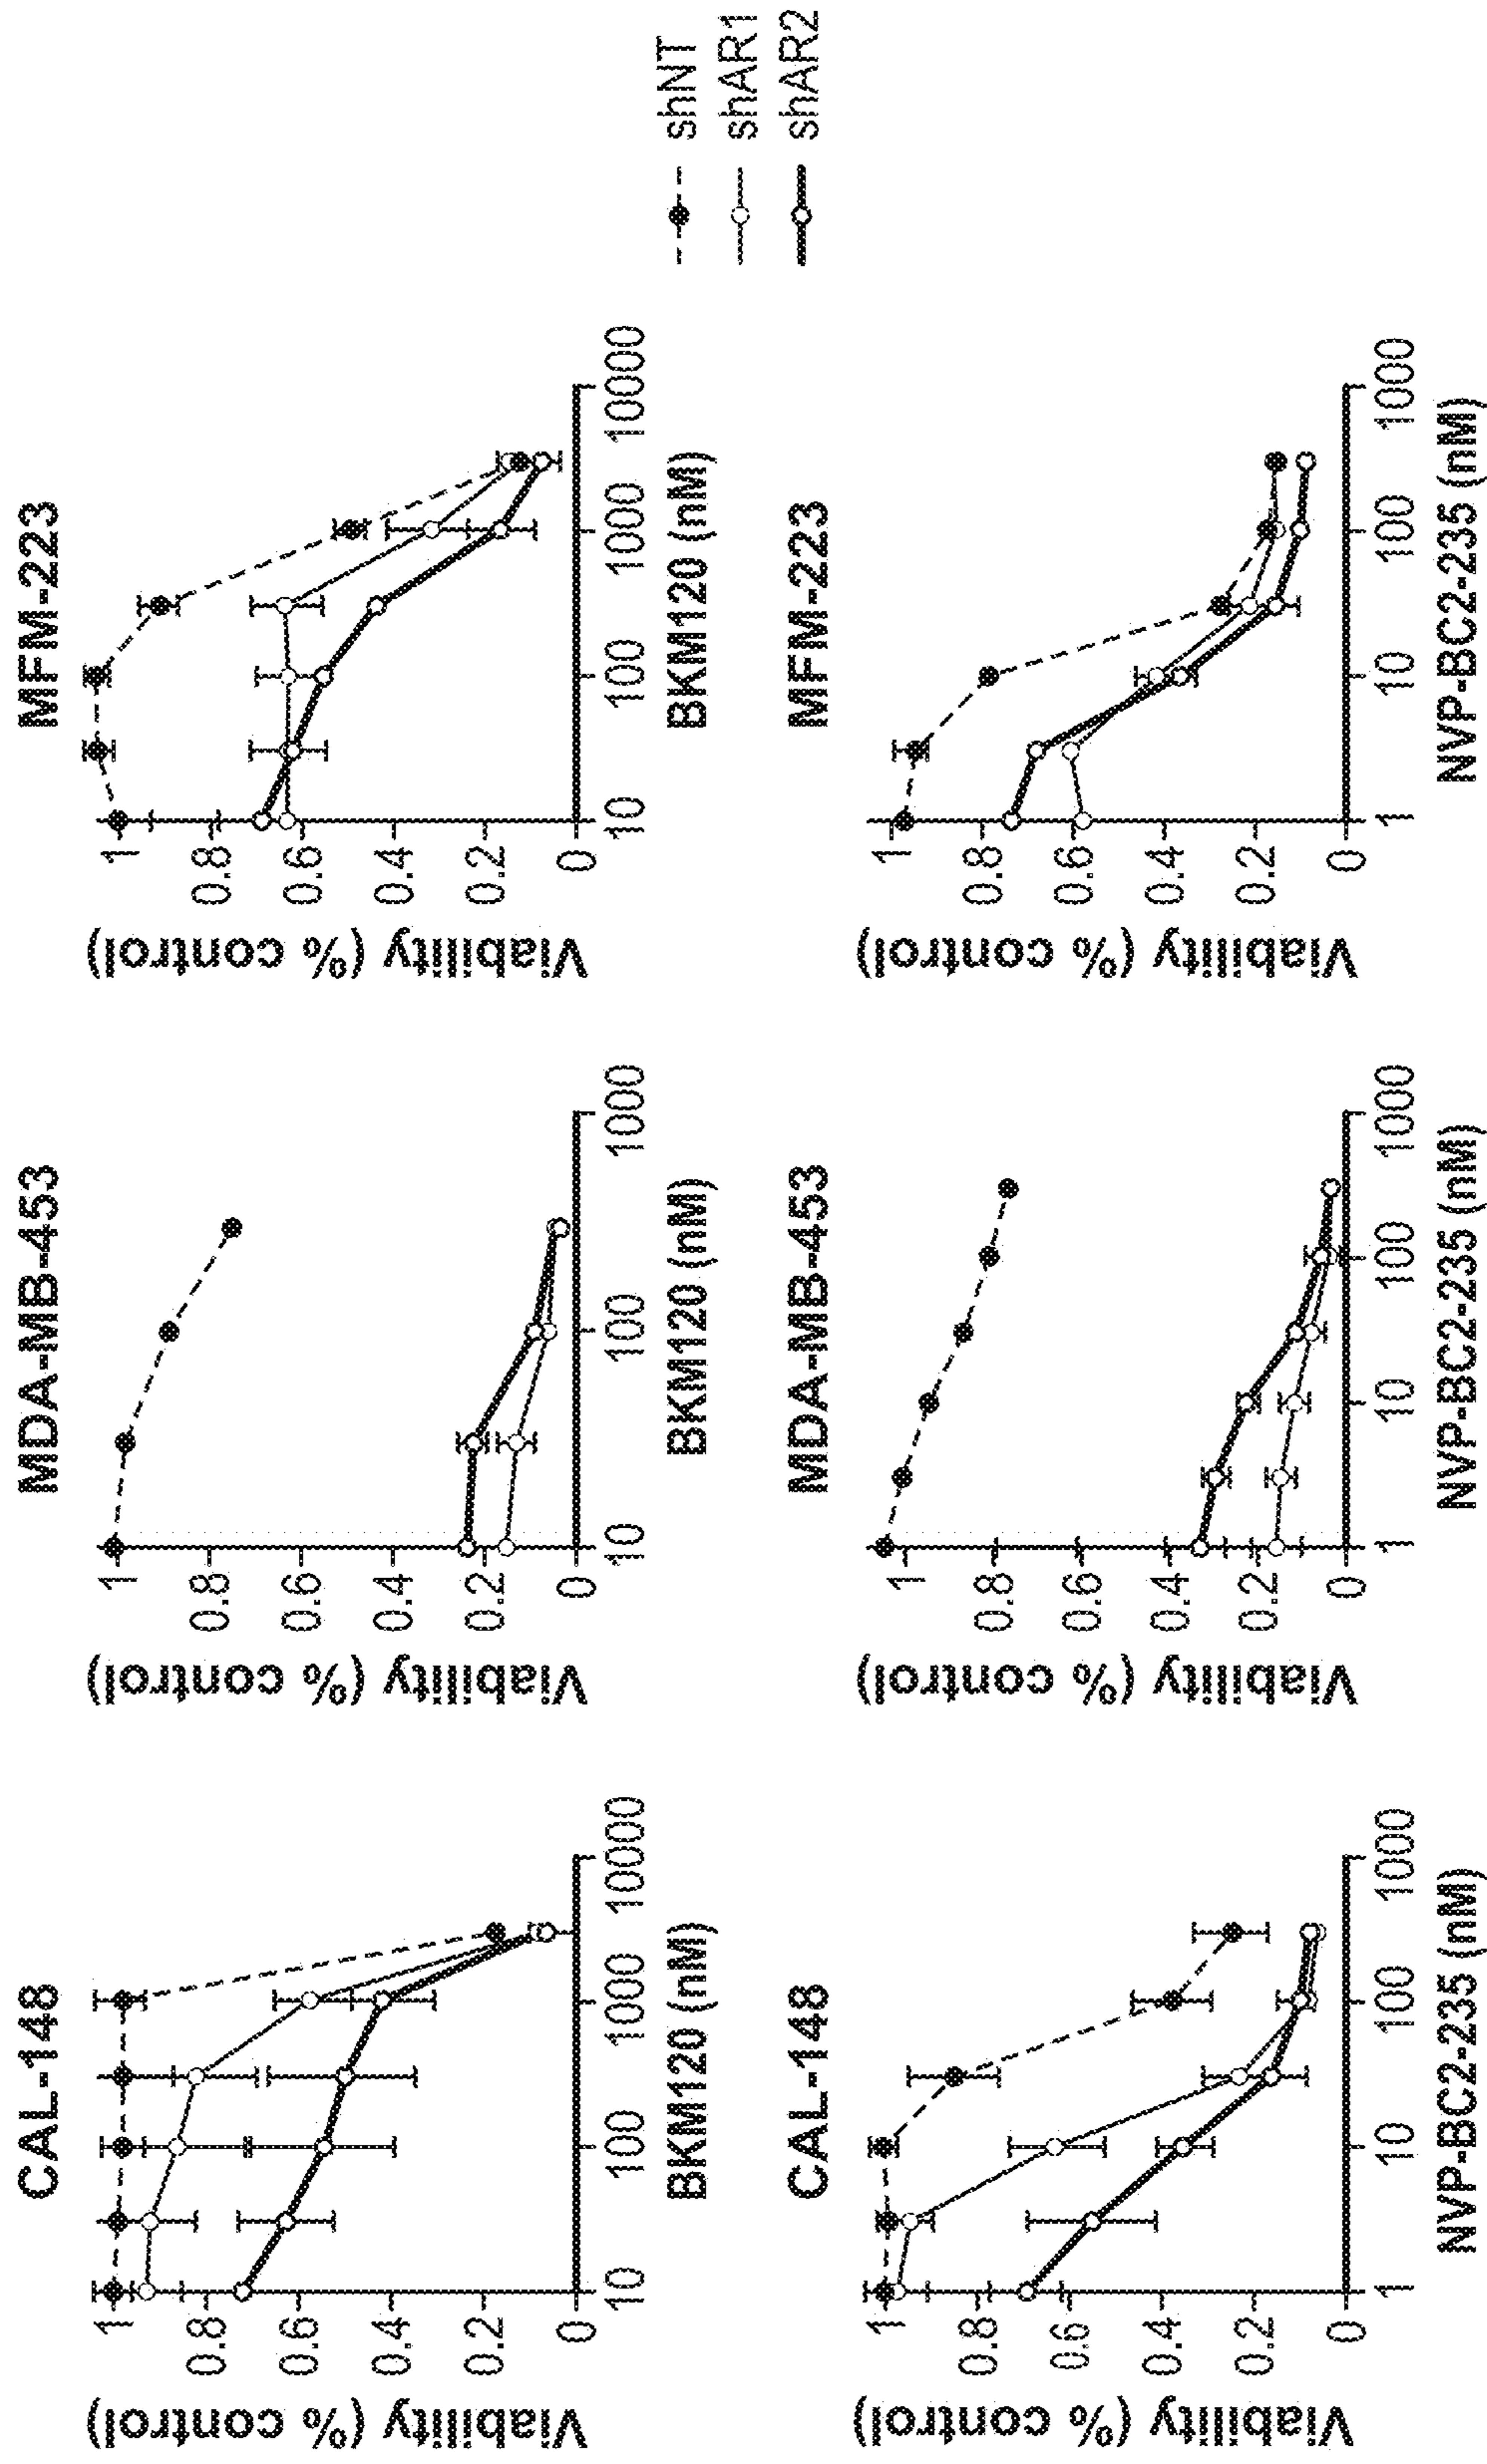 CAL-148
Viability (% control)
1
0.8
0.6
0.4
0.2
0
10
100
1000
10000
BKM120 (nM)
MDA-MB-453
Viability (% control)
1
0.8
0.6
0.4
0.2
0
10
100
1000
BKM120 (nM)
MFM-223
Viability (% control)
1
0.8
0.6
0.4
0.2
0
10
100
1000
10000
BKM120 (nM)
shNT
shAR1
shAR2
CAL-148
Viability (% control)
1
0.8
0.6
0.4
0.2
0
1
10
100
1000
NVP-BC2-235 (nM)
MDA-MB-453
Viability (% control)
1
0.8
0.6
0.4
0.2
0
1
10
100
1000
NVP-BC2-235 (nM)
MFM-223
Viability (% control)
1
0.8
0.6
0.4
0.2
0
1
10
100
1000
NVP-BC2-235 (nM)